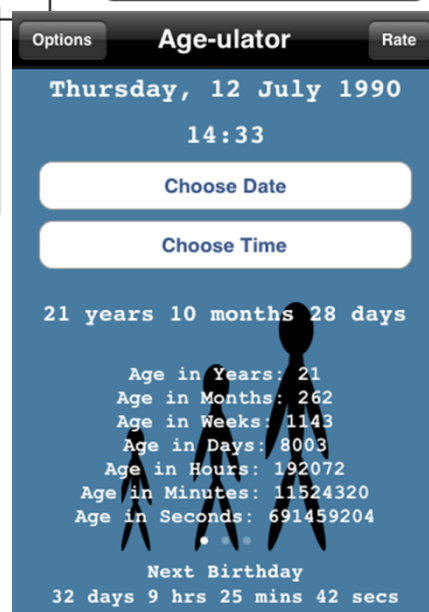 Options Age-ulator Rate
Thursday, 12 July 1990
14:33
Choose Date
Choose Time
21 years 10 months 28 days
Age in Years: 21
Age in Months: 262
Age in Weeks: 1143
Age in Days: 8003
Age in Hours: 192072
Age in Minutes: 11524320
Age in Seconds: 691459204
Next Birthday
32 days 9 hrs 25 mins 42 secs